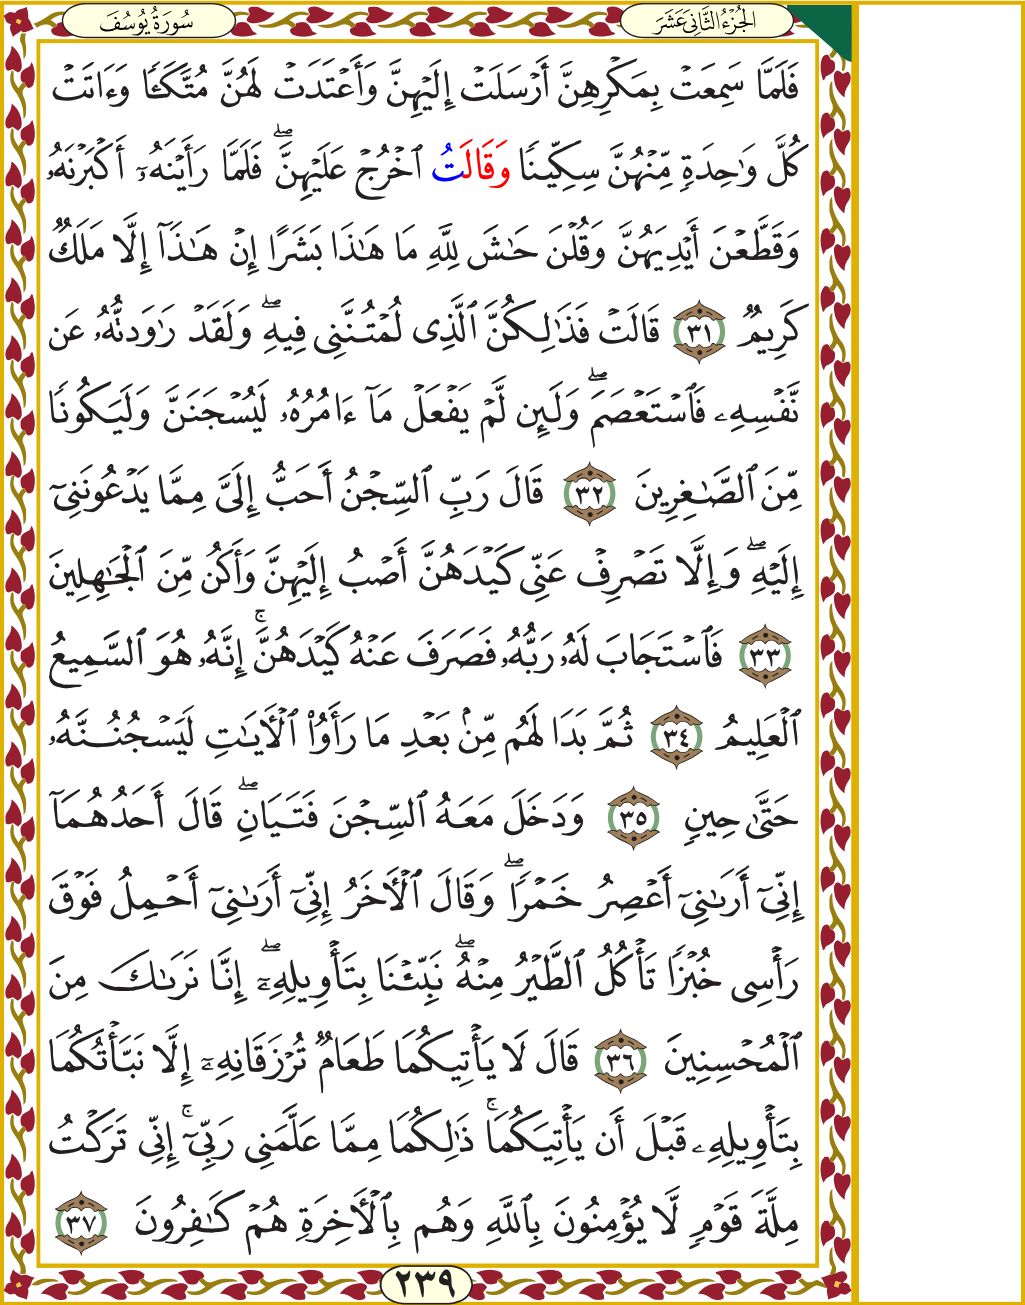 سُورَةُ يُوسُفَ
الجُزْءُ الثَّانِي عَشَرَ
فَلَمَّا سَمِعَتْ بِمَكْرِهِنَّ أَرْسَلَتْ إِلَيْهِنَّ وَأَعْتَدَتْ لَهُنَّ مُتَّكَـًٔا وَءَاتَتْ
كُلَّ وَٰحِدَةٍ مِّنْهُنَّ سِكِّينًا وَقَالَتُ ٱخْرُجْ عَلَيْهِنَّ ۖ فَلَمَّا رَأَيْنَهُۥٓ أَكْبَرْنَهُۥ
وَقَطَّعْنَ أَيْدِيَهُنَّ وَقُلْنَ حَٰشَ لِلَّهِ مَا هَٰذَا بَشَرًا إِنْ هَٰذَآ إِلَّا مَلَكٌ
كَرِيمٌ ٣١ قَالَتْ فَذَٰلِكُنَّ ٱلَّذِى لُمْتُنَّنِى فِيهِ ۖ وَلَقَدْ رَٰوَدتُّهُۥ عَن
نَّفْسِهِۦ فَٱسْتَعْصَمَ ۖ وَلَئِن لَّمْ يَفْعَلْ مَآ ءَامُرُهُۥ لَيُسْجَنَنَّ وَلَيَكُونًا
مِّنَ ٱلصَّٰغِرِينَ ٣٢ قَالَ رَبِّ ٱلسِّجْنُ أَحَبُّ إِلَىَّ مِمَّا يَدْعُونَنِىٓ
إِلَيْهِ ۖ وَإِلَّا تَصْرِفْ عَنِّى كَيْدَهُنَّ أَصْبُ إِلَيْهِنَّ وَأَكُن مِّنَ ٱلْجَٰهِلِينَ
٣٣ فَٱسْتَجَابَ لَهُۥ رَبُّهُۥ فَصَرَفَ عَنْهُ كَيْدَهُنَّ ۚ إِنَّهُۥ هُوَ ٱلسَّمِيعُ
ٱلْعَلِيمُ ٣٤ ثُمَّ بَدَا لَهُم مِّنۢ بَعْدِ مَا رَأَوُا۟ ٱلْـَٔايَٰتِ لَيَسْجُنُنَّهُۥ
حَتَّىٰ حِينٍ ٣٥ وَدَخَلَ مَعَهُ ٱلسِّجْنَ فَتَيَانِ ۖ قَالَ أَحَدُهُمَآ
إِنِّىٓ أَرَىٰنِىٓ أَعْصِرُ خَمْرًا ۖ وَقَالَ ٱلْـَٔاخَرُ إِنِّىٓ أَرَىٰنِىٓ أَحْمِلُ فَوْقَ
رَأْسِى خُبْزًا تَأْكُلُ ٱلطَّيْرُ مِنْهُ ۖ نَبِّئْنَا بِتَأْوِيلِهِۦٓ ۖ إِنَّا نَرَىٰكَ مِنَ
ٱلْمُحْسِنِينَ ٣٦ قَالَ لَا يَأْتِيكُمَا طَعَامٌ تُرْزَقَانِهِۦٓ إِلَّا نَبَّأْتُكُمَا
بِتَأْوِيلِهِۦ قَبْلَ أَن يَأْتِيَكُمَا ۚ ذَٰلِكُمَا مِمَّا عَلَّمَنِى رَبِّىٓ ۚ إِنِّى تَرَكْتُ
مِلَّةَ قَوْمٍ لَّا يُؤْمِنُونَ بِٱللَّهِ وَهُم بِٱلْـَٔاخِرَةِ هُمْ كَٰفِرُونَ ٣٧
٢٣٩